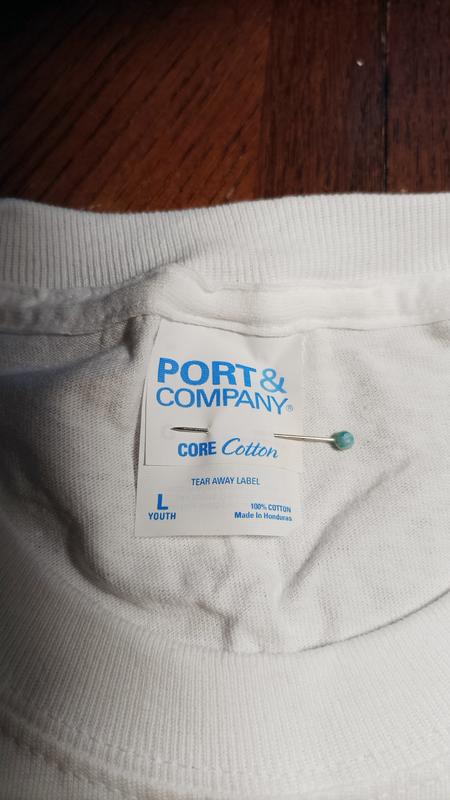 PORT &
COMPANY®
CORE Cotton
TEAR AWAY LABEL
L
YOUTH
100% COTTON
Made in Honduras